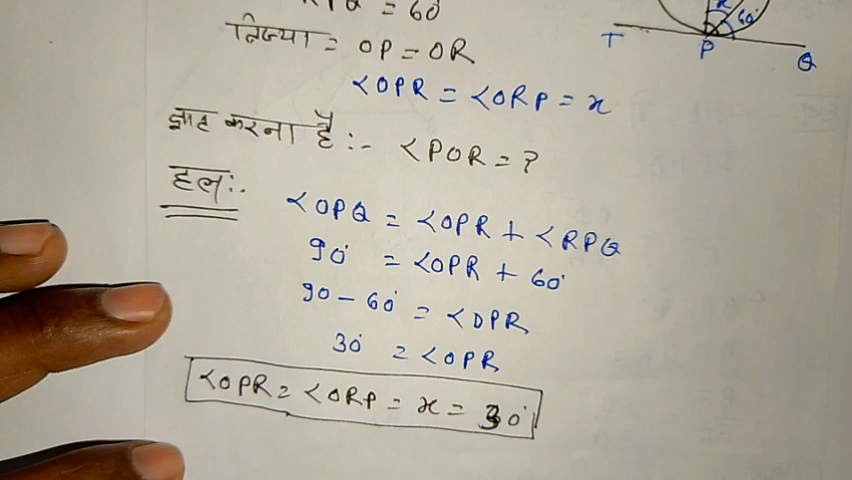 = 60°
x 60°
त्रिज्या = OP = OR
T P Q
<OPR = <ORP = x
ज्ञात करना है :- <POR = ?
हल :-
<OPQ = <OPR + <RPQ
90° = <OPR + 60°
90 - 60° = <OPR
30° = <OPR
<OPR = <ORP = x = 30°